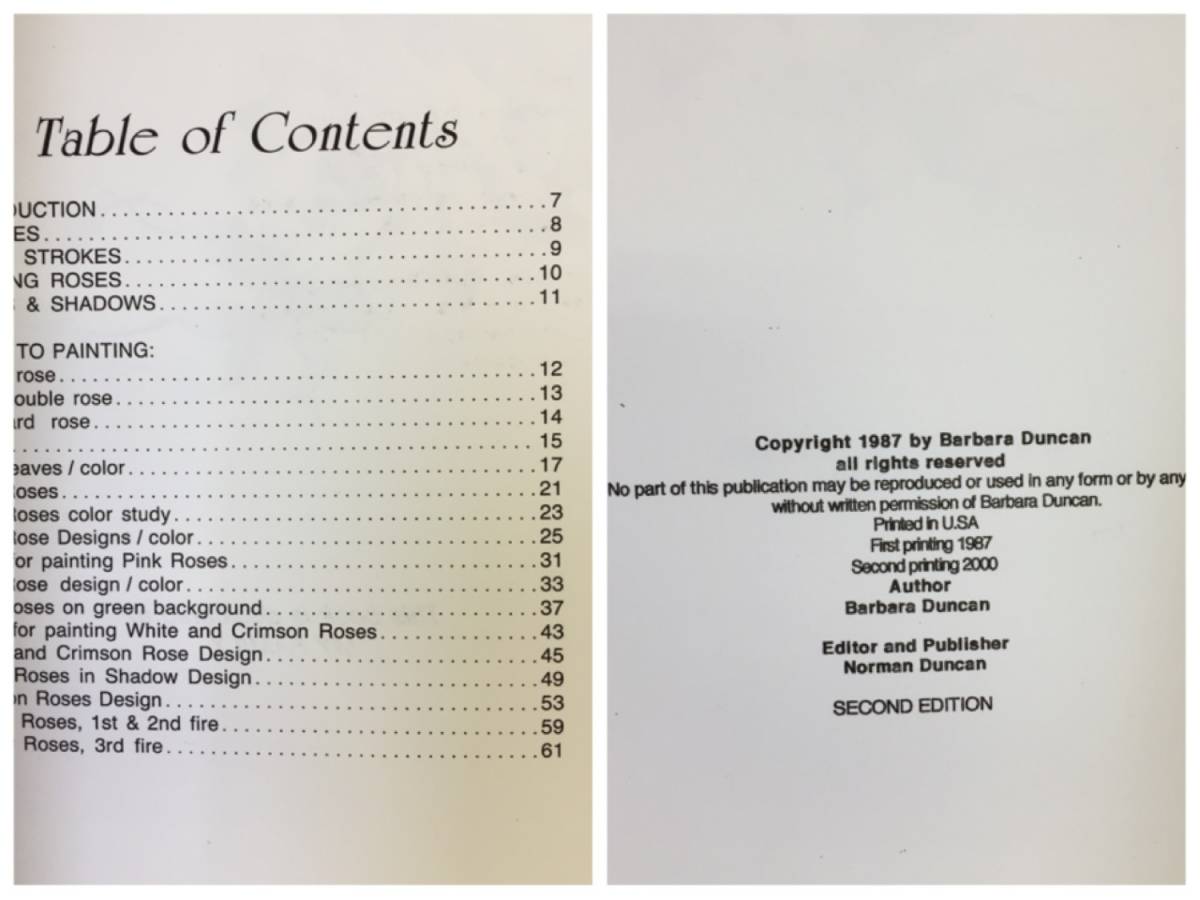 Table of Contents
UCTION........................................7
ES.............................................8
STROKES.....................................9
NG ROSES.....................................10
& SHADOWS..................................11
TO PAINTING:
rose...........................................12
ouble rose......................................13
rd rose........................................14
................................................15
eaves / color....................................17
oses...........................................21
oses color study.................................23
ose Designs / color..............................25
or painting Pink Roses...........................31
ose design / color...............................33
oses on green background........................37
for painting White and Crimson Roses..............43
and Crimson Rose Design.........................45
Roses in Shadow Design..........................49
n Roses Design..................................53
Roses, 1st & 2nd fire............................59
Roses, 3rd fire..................................61
Copyright 1987 by Barbara Duncan
all rights reserved
No part of this publication may be reproduced or used in any form or by any
without written permission of Barbara Duncan.
Printed in U.SA
First printing 1987
Second printing 2000
Author
Barbara Duncan
Editor and Publisher
Norman Duncan
SECOND EDITION